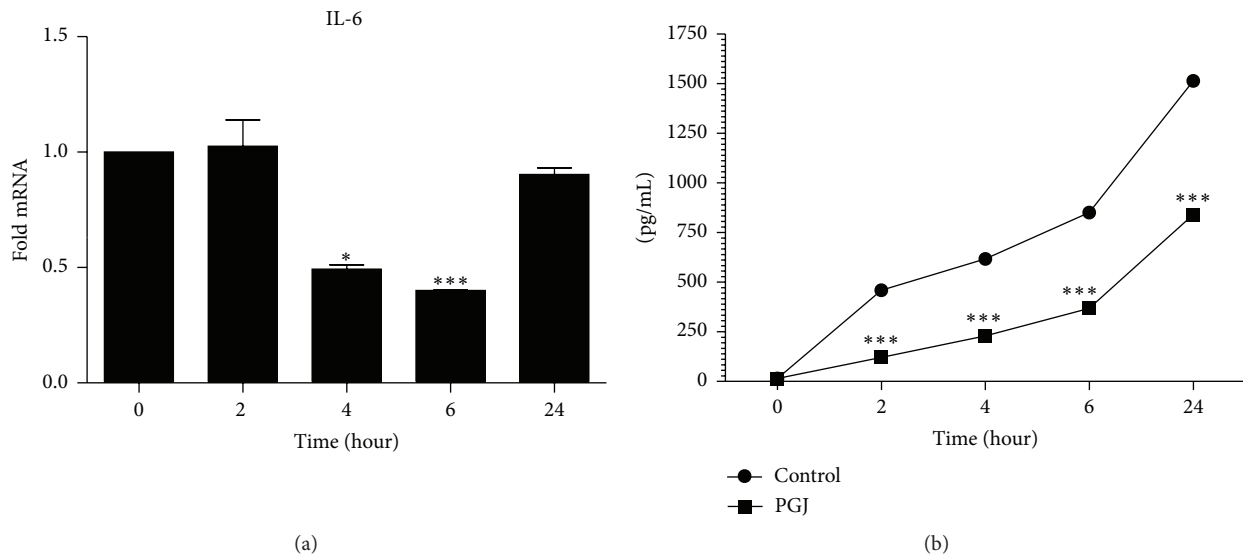 IL-6
1.5
1.0
0.5
0.0
Fold mRNA
*
***
0 2 4 6 24
Time (hour)
(a)
1750
1500
1250
1000
750
500
250
0
(pg/mL)
***
***
***
***
0 2 4 6 24
Time (hour)
Control
PGJ
(b)